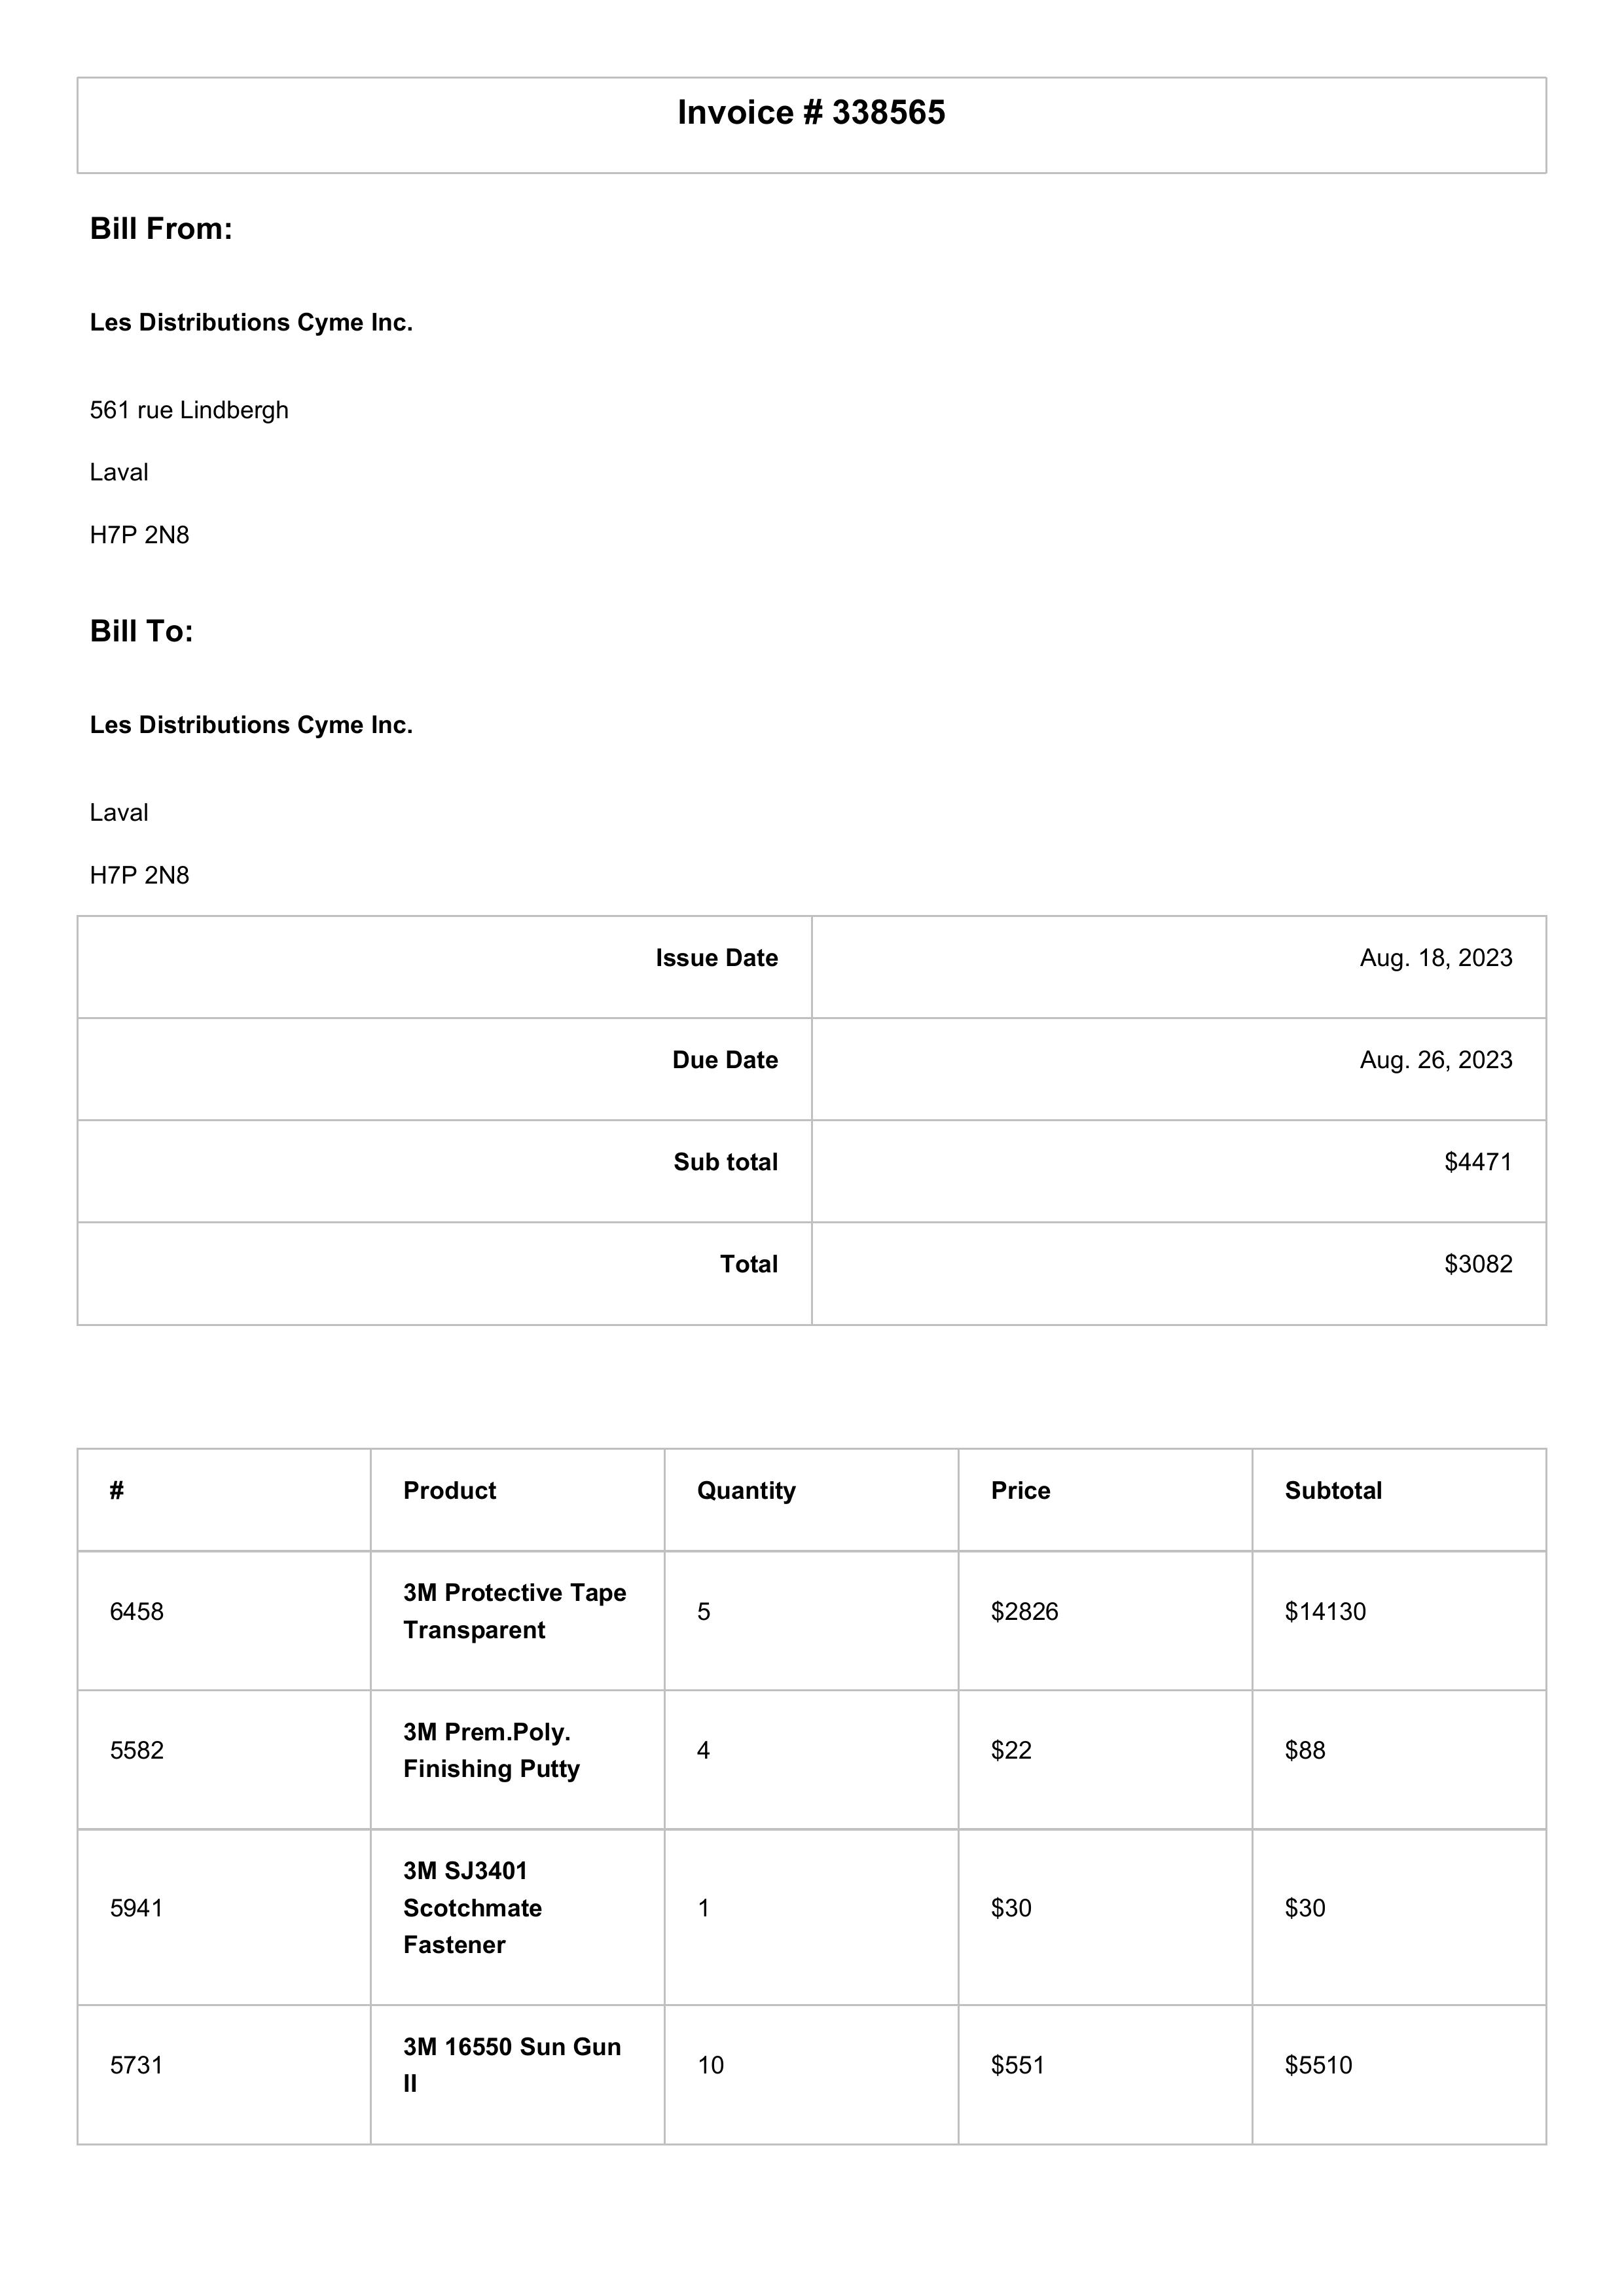 Invoice # 338565
Bill From:
Les Distributions Cyme Inc.
561 rue Lindbergh
Laval
H7P 2N8
Bill To:
Les Distributions Cyme Inc.
Laval
H7P 2N8
Issue Date Aug. 18, 2023
Due Date Aug. 26, 2023
Sub total $4471
Total $3082
# Product Quantity Price Subtotal
6458 3M Protective Tape Transparent 5 $2826 $14130
5582 3M Prem.Poly. Finishing Putty 4 $22 $88
5941 3M SJ3401 Scotchmate Fastener 1 $30 $30
5731 3M 16550 Sun Gun II 10 $551 $5510